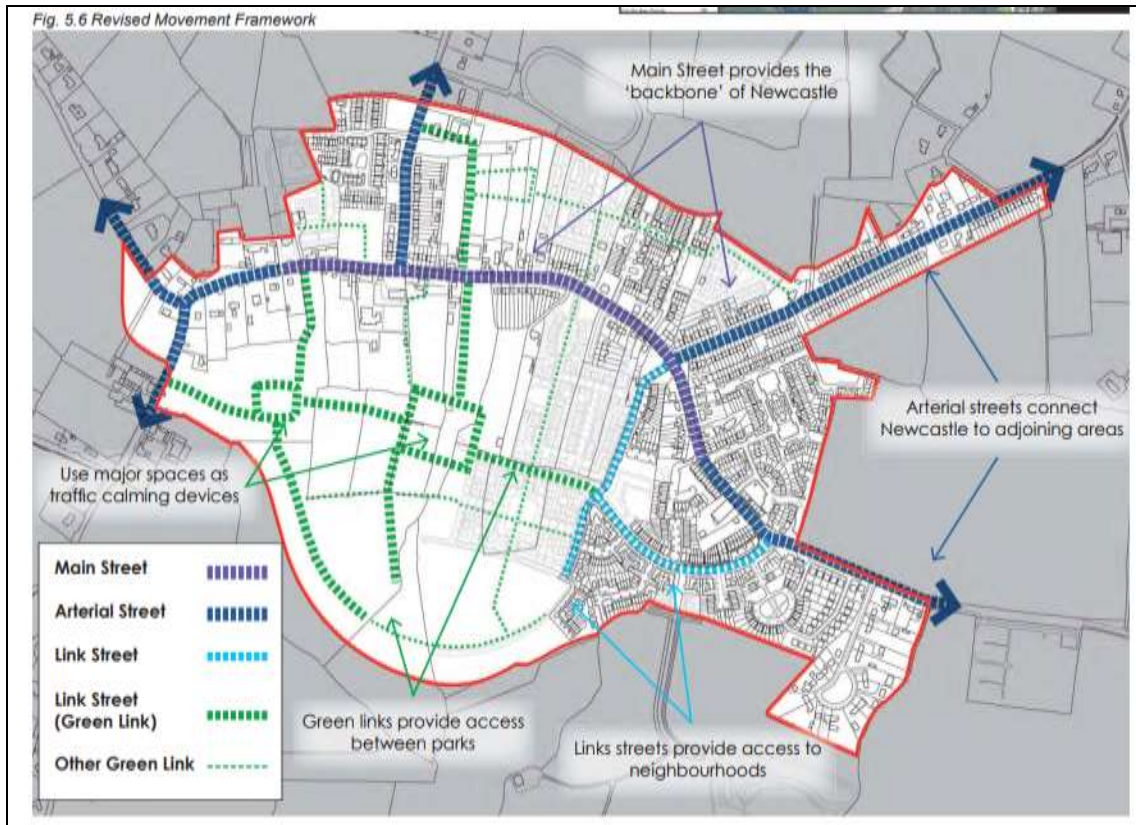 Fig. 5.6 Revised Movement Framework
Main Street provides the
'backbone' of Newcastle
Arterial streets connect
Newcastle to adjoining areas
Use major spaces as
traffic calming devices
Main Street
Arterial Street
Link Street
Link Street
(Green Link)
Other Green Link
Green links provide access
between parks
Links streets provide access to
neighbourhoods